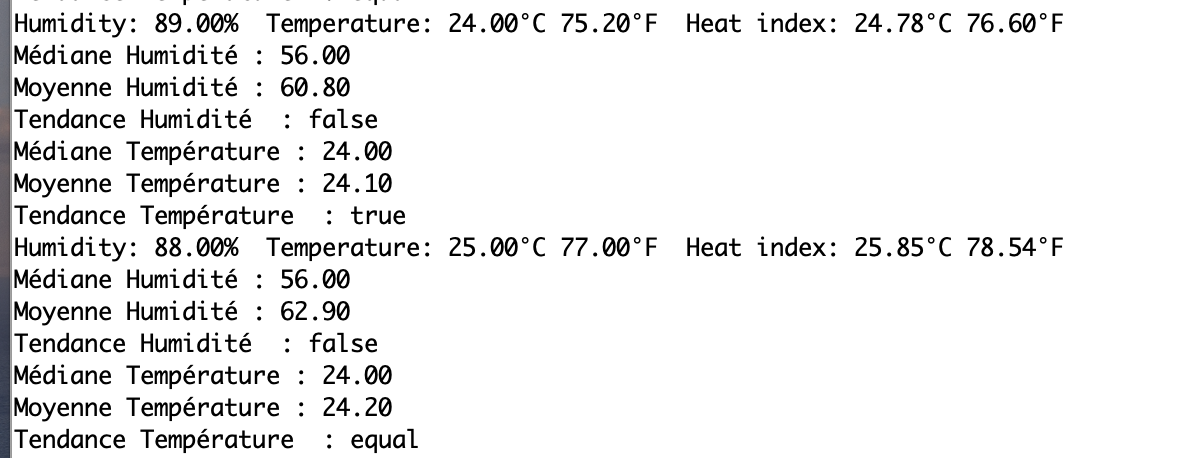 Humidity: 89.00%  Temperature: 24.00°C 75.20°F  Heat index: 24.78°C 76.60°F
Médiane Humidité : 56.00
Moyenne Humidité : 60.80
Tendance Humidité  : false
Médiane Température : 24.00
Moyenne Température : 24.10
Tendance Température  : true
Humidity: 88.00%  Temperature: 25.00°C 77.00°F  Heat index: 25.85°C 78.54°F
Médiane Humidité : 56.00
Moyenne Humidité : 62.90
Tendance Humidité  : false
Médiane Température : 24.00
Moyenne Température : 24.20
Tendance Température  : equal